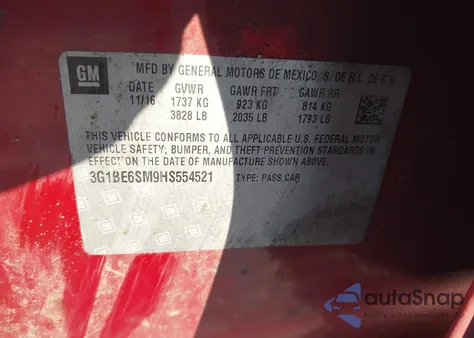 GM
MFD BY GENERAL MOTORS DE MEXICO, S. DE R.L. DE C.V.
DATE GVWR GAWR FRT GAWR RR
11/16 1737 KG 923 KG 814 KG
3828 LB 2035 LB 1793 LB
THIS VEHICLE CONFORMS TO ALL APPLICABLE U.S. FEDERAL MOTOR
VEHICLE SAFETY, BUMPER, AND THEFT PREVENTION STANDARDS IN
EFFECT ON THE DATE OF MANUFACTURE SHOWN ABOVE.
3G1BE6SM9HS554521 TYPE: PASS CAR
autoSnap